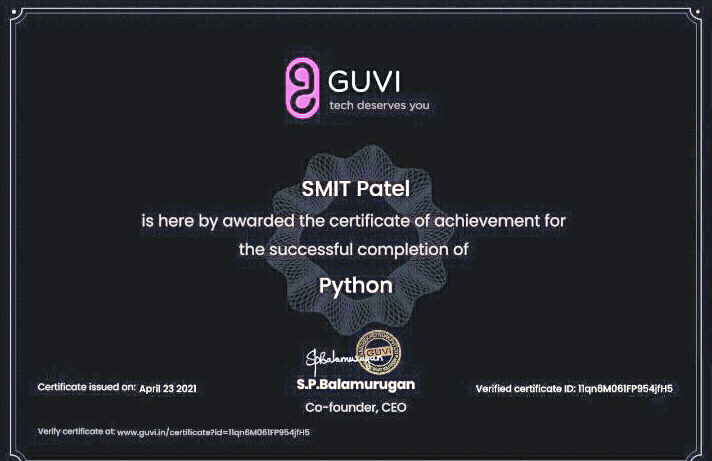 GUVI
tech deserves you
SMIT Patel
is here by awarded the certificate of achievement for
the successful completion of
Python
SpBalamurugan
GUVI
S.P.Balamurugan
Co-founder, CEO
Certificate issued on: April 23 2021
Verified certificate ID: 11qn6M061FP954jfH5
Verify certificate at: www.guvi.in/certificate?id=11qn6M061FP954jfH5